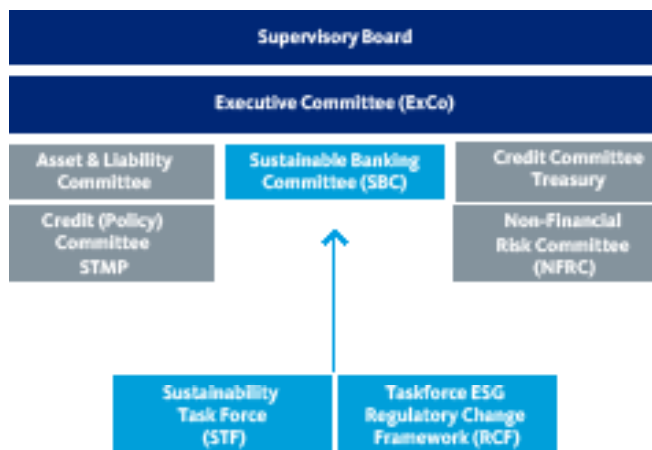 Supervisory Board
Executive Committee (ExCo)
Asset & Liability
Committee
Sustainable Banking
Committee (SBC)
Credit Committee
Treasury
Credit (Policy)
Committee
STMP
Non-Financial
Risk Committee
(NFRC)
Sustainability
Task Force
(STF)
Taskforce ESG
Regulatory Change
Framework (RCF)